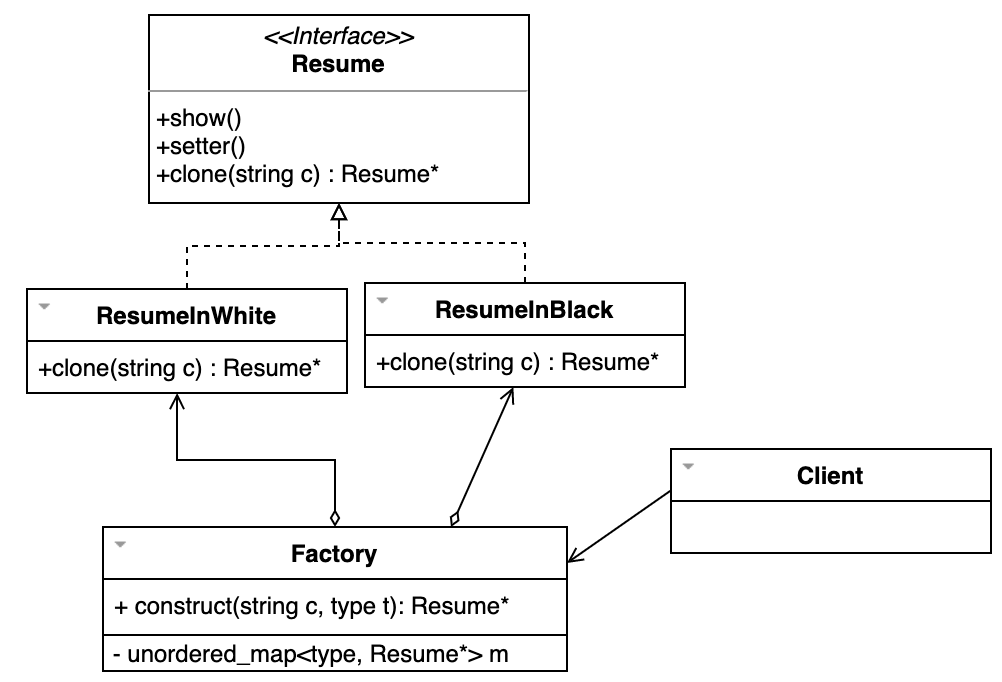 <<Interface>>
Resume
+show()
+setter()
+clone(string c) : Resume*
ResumeInWhite
+clone(string c) : Resume*
ResumeInBlack
+clone(string c) : Resume*
Client
Factory
+ construct(string c, type t): Resume*
- unordered_map<type, Resume*> m